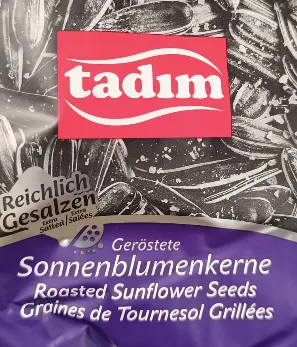 tadım
Reichlich
Gesalzen
Extra Extra
Salted/Salées
Geröstete
Sonnenblumenkerne
Roasted Sunflower Seeds
Graines de Tournesol Grillées